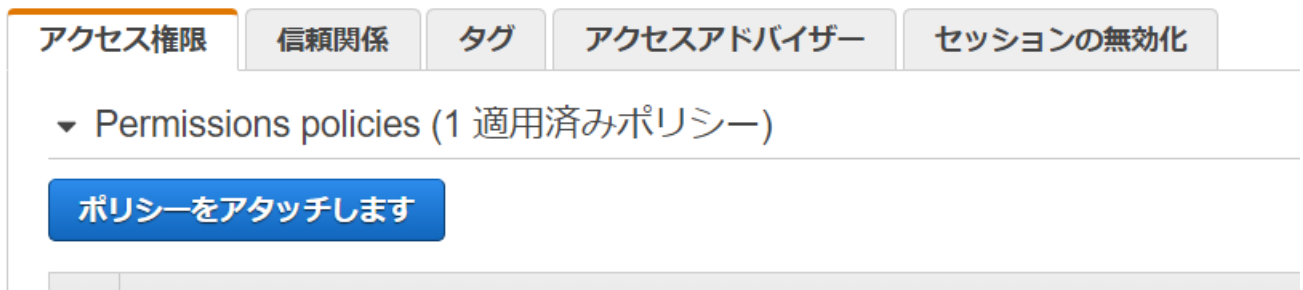 アクセス権限 信頼関係 タグ アクセスアドバイザー セッションの無効化
Permissions policies (1 適用済みポリシー)
ポリシーをアタッチします